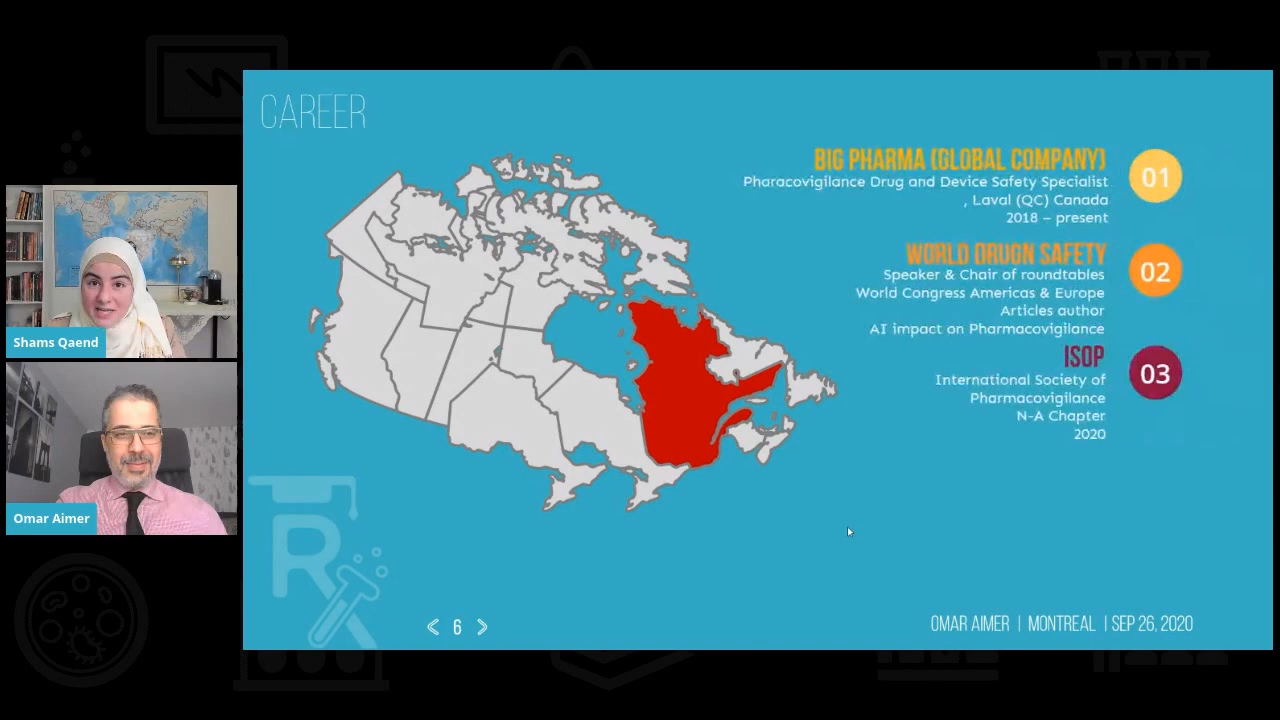 CAREER
BIG PHARMA (GLOBAL COMPANY)
Pharacovigilance Drug and Device Safety Specialist
, Laval (QC) Canada
2018 – present
01
WORLD DRUGN SAFETY
Speaker & Chair of roundtables
World Congress Americas & Europe
Articles author
AI impact on Pharmacovigilance
02
ISOP
International Society of
Pharmacovigilance
N-A Chapter
2020
03
Shams Qaend
Omar Aimer
Rx
< 6 >
OMAR AIMER | MONTREAL | SEP 26, 2020